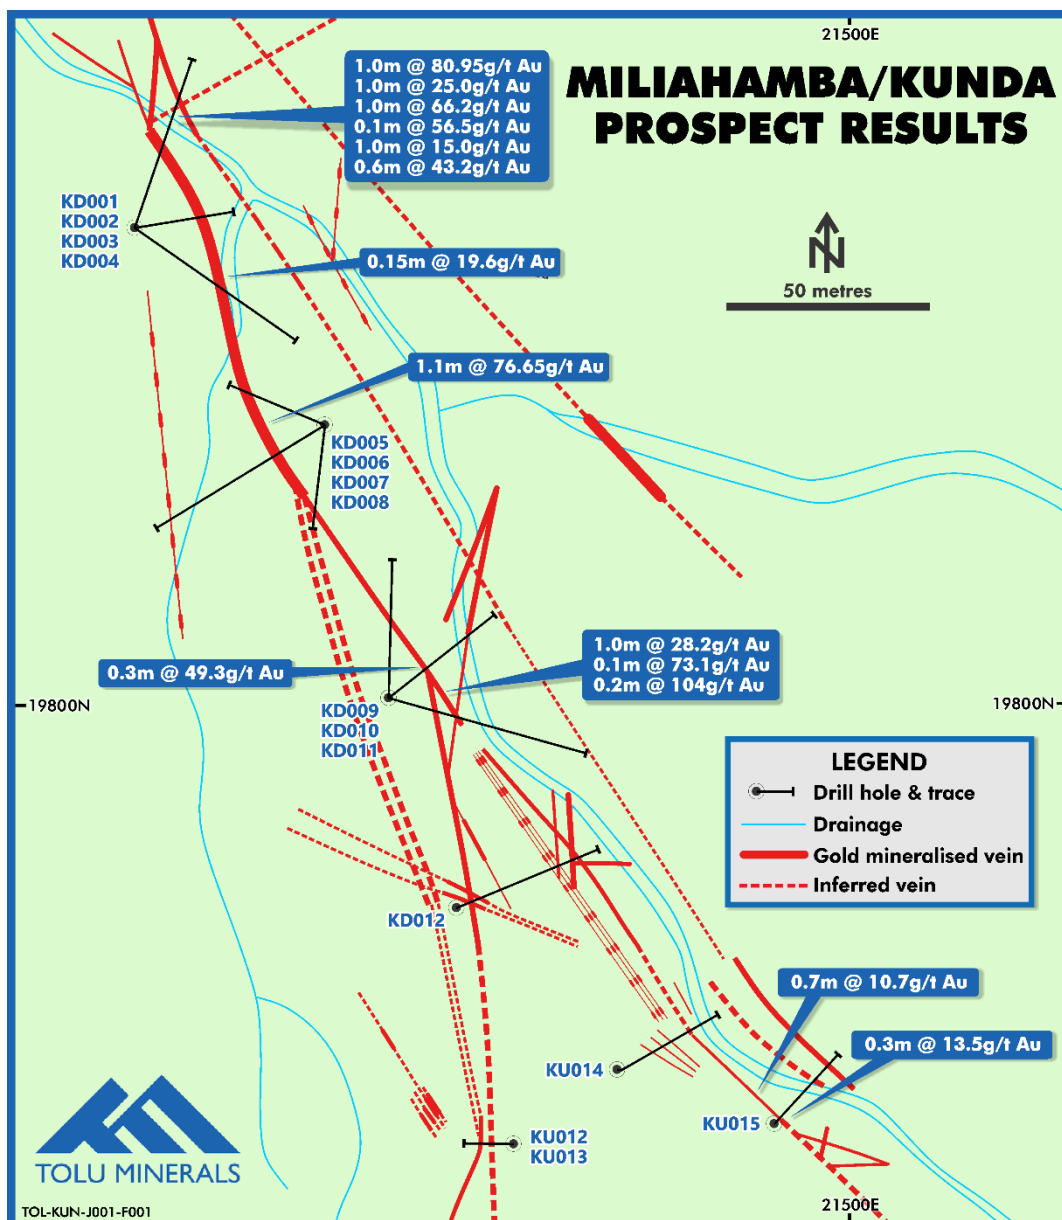 21500E
MILIAHAMBA/KUNDA
PROSPECT RESULTS
1.0m @ 80.95g/t Au
1.0m @ 25.0g/t Au
1.0m @ 66.2g/t Au
0.1m @ 56.5g/t Au
1.0m @ 15.0g/t Au
0.6m @ 43.2g/t Au
KD001
KD002
KD003
KD004
N
50 metres
0.15m @ 19.6g/t Au
1.1m @ 76.65g/t Au
KD005
KD006
KD007
KD008
1.0m @ 28.2g/t Au
0.1m @ 73.1g/t Au
0.2m @ 104g/t Au
0.3m @ 49.3g/t Au
19800N
19800N
KD009
KD010
KD011
LEGEND
Drill hole & trace
Drainage
Gold mineralised vein
Inferred vein
KD012
0.7m @ 10.7g/t Au
0.3m @ 13.5g/t Au
KU014
KU015
KU012
KU013
TOLU MINERALS
TOL-KUN-J001-F001
21500E